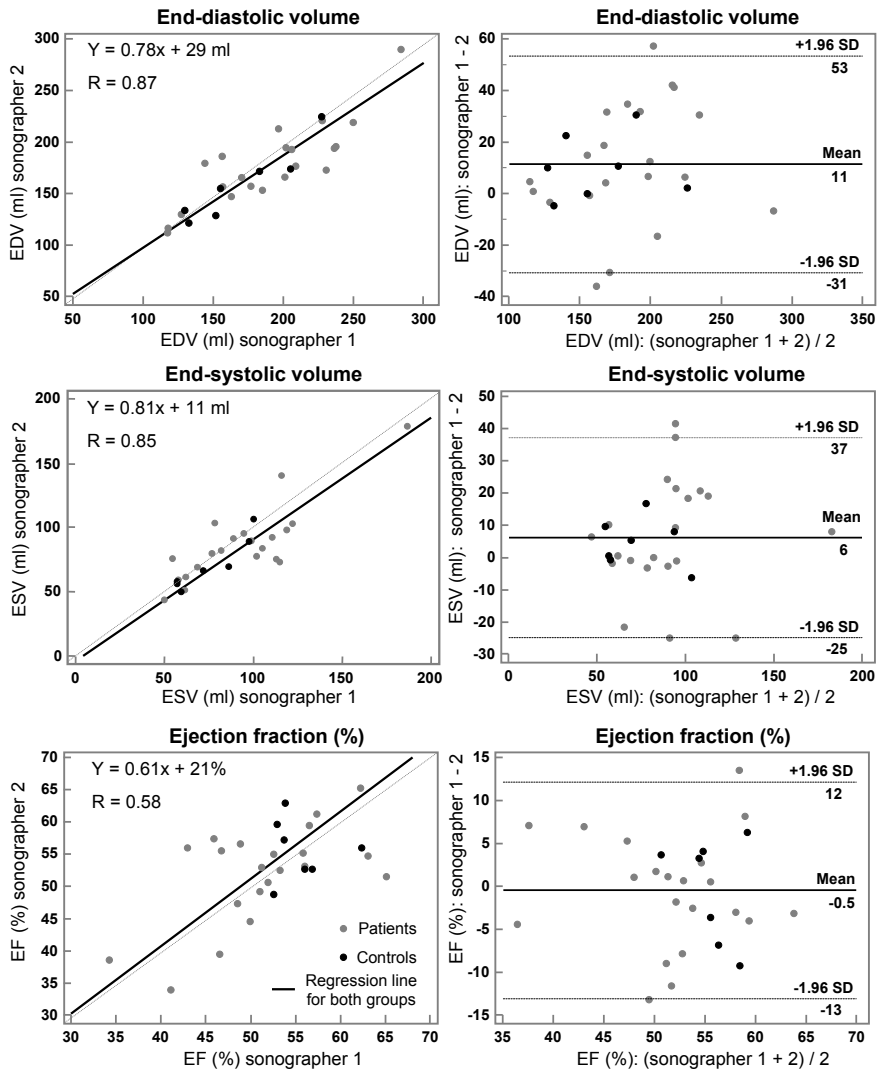 End-diastolic volume
300
250
200
150
100
50
EDV (ml) sonographer 2
Y = 0.78x + 29 ml
R = 0.87
50 100 150 200 250 300
EDV (ml) sonographer 1
End-diastolic volume
60
40
20
0
-20
-40
EDV (ml): sonographer 1 - 2
+1.96 SD
53
Mean
11
-1.96 SD
-31
100 150 200 250 300 350
EDV (ml): (sonographer 1 + 2) / 2
End-systolic volume
200
150
100
50
0
ESV (ml) sonographer 2
Y = 0.81x + 11 ml
R = 0.85
0 50 100 150 200
ESV (ml) sonographer 1
End-systolic volume
50
40
30
20
10
0
-10
-20
-30
ESV (ml): sonographer 1 - 2
+1.96 SD
37
Mean
6
-1.96 SD
-25
0 50 100 150 200
ESV (ml): (sonographer 1 + 2) / 2
Ejection fraction (%)
70
65
60
55
50
45
40
35
30
EF (%) sonographer 2
Y = 0.61x + 21%
R = 0.58
Patients
Controls
Regression line
for both groups
30 35 40 45 50 55 60 65 70
EF (%) sonographer 1
Ejection fraction (%)
15
10
5
0
-5
-10
-15
EF (%): sonographer 1 - 2
+1.96 SD
12
Mean
-0.5
-1.96 SD
-13
35 40 45 50 55 60 65 70
EF (%): (sonographer 1 + 2) / 2